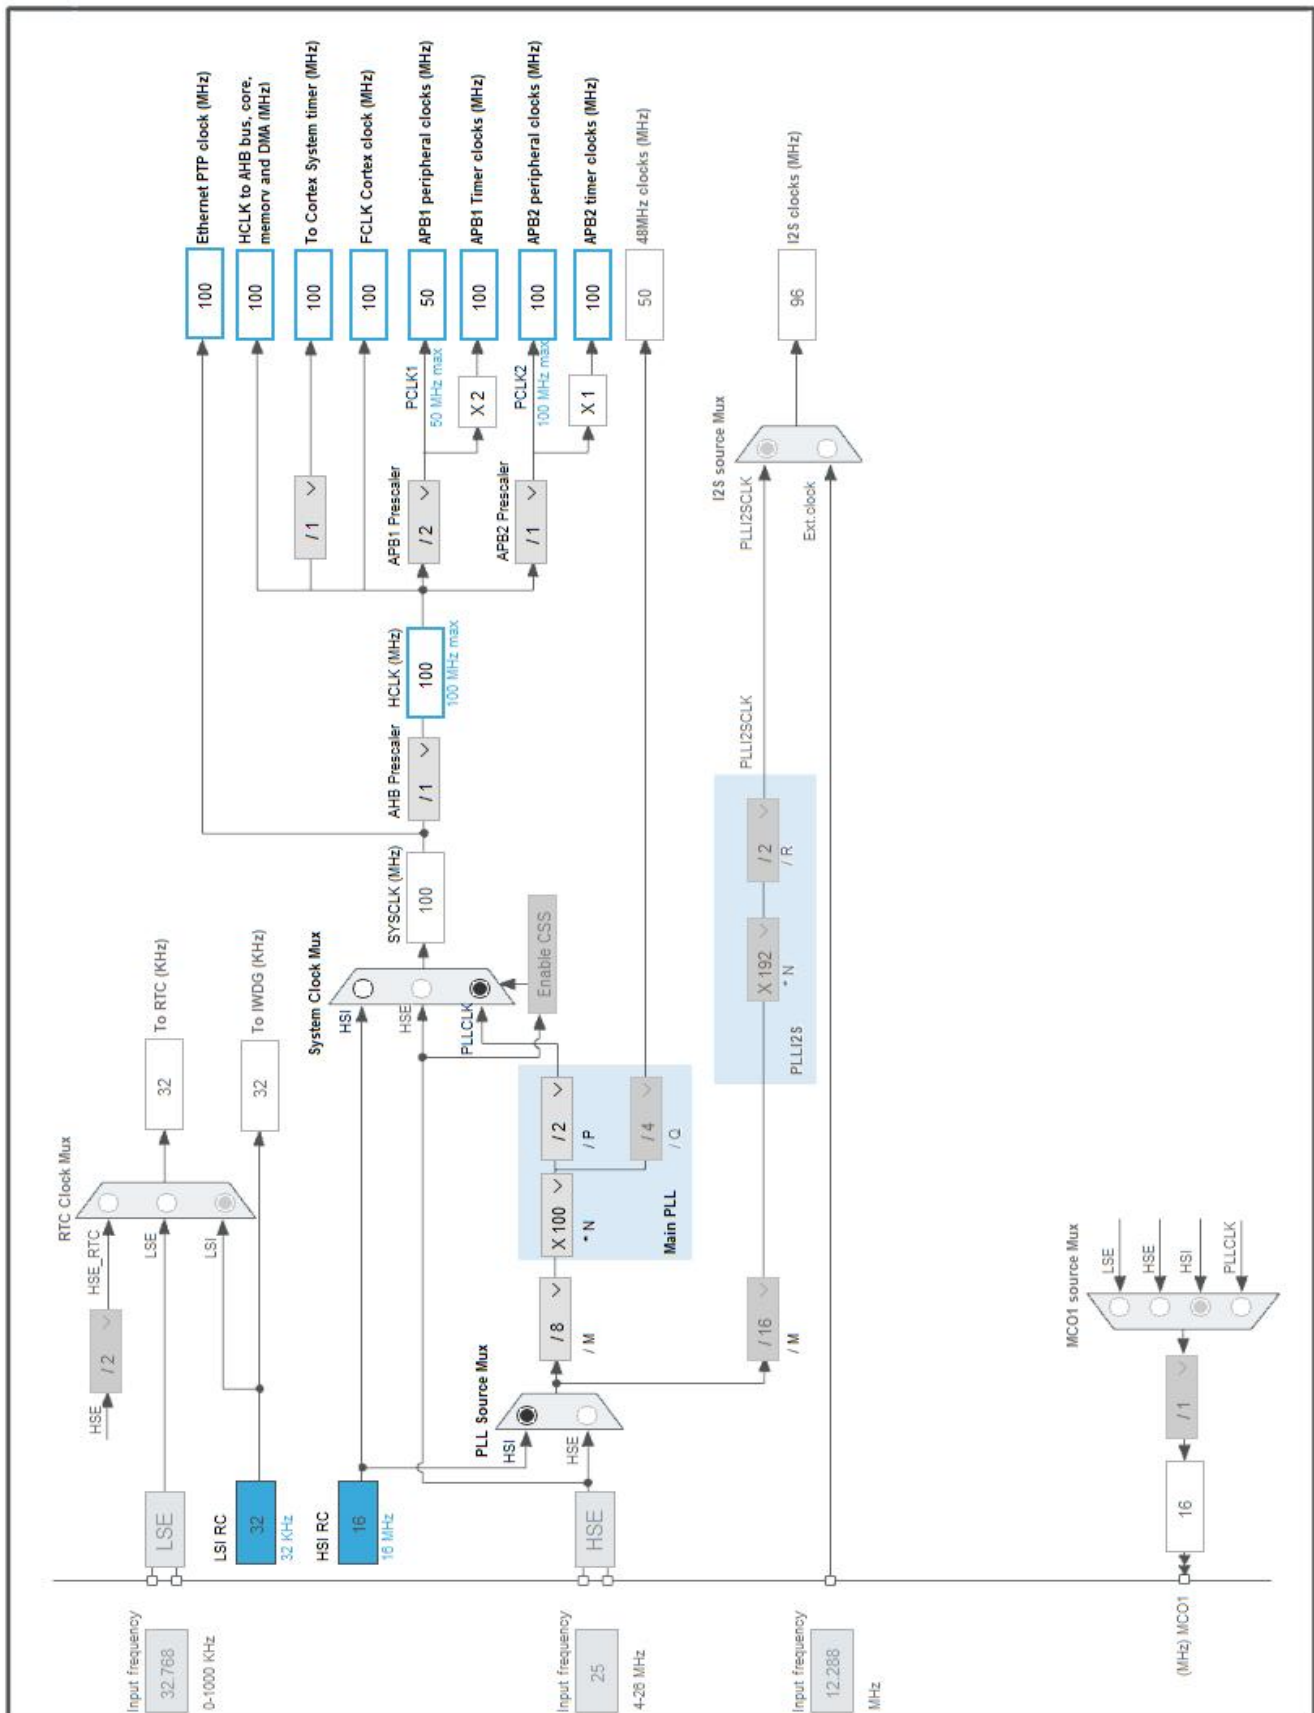 Input frequency
32.768
0-1000 KHz
LSE
HSE
/ 2
HSE_RTC
LSE
LSI
RTC Clock Mux
32
To RTC (KHz)
LSI RC
32
32 KHz
32
To IWDG (KHz)
HSI RC
16
16 MHz
Input frequency
25
4-26 MHz
HSE
PLL Source Mux
HSI
HSE
/ 8
/ M
X 100
* N
/ 2
/ P
/ 4
/ Q
Main PLL
System Clock Mux
HSI
HSE
PLLCLK
Enable CSS
SYSCLK (MHz)
100
AHB Prescaler
/ 1
HCLK (MHz)
100
100 MHz max
/ 1
APB1 Prescaler
/ 2
PCLK1
50 MHz max
X 2
APB2 Prescaler
/ 1
PCLK2
100 MHz max
X 1
100
Ethernet PTP clock (MHz)
100
HCLK to AHB bus, core,
memory and DMA (MHz)
100
To Cortex System timer (MHz)
100
FCLK Cortex clock (MHz)
50
APB1 peripheral clocks (MHz)
100
APB1 Timer clocks (MHz)
100
APB2 peripheral clocks (MHz)
100
APB2 timer clocks (MHz)
50
48MHz clocks (MHz)
/ 16
/ M
X 192
* N
/ 2
/ R
PLLI2S
PLLI2SCLK
PLLI2SCLK
I2S source Mux
Ext.clock
96
I2S clocks (MHz)
Input frequency
12.288
MHz
MCO1 source Mux
LSE
HSE
HSI
PLLCLK
/ 1
16
(MHz) MCO1